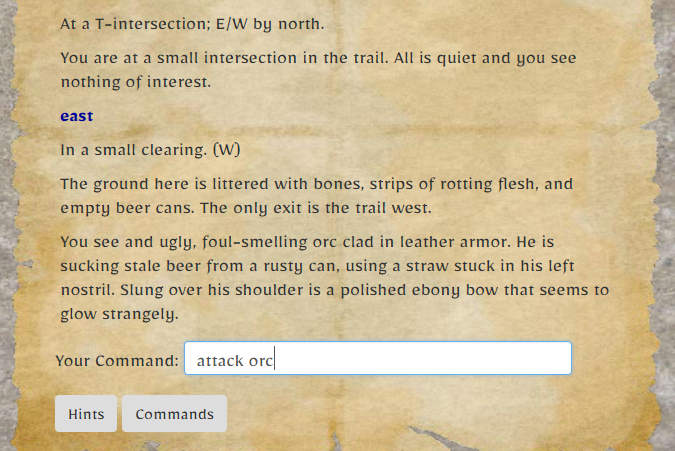 At a T-intersection; E/W by north.
You are at a small intersection in the trail. All is quiet and you see
nothing of interest.
east
In a small clearing. (W)
The ground here is littered with bones, strips of rotting flesh, and
empty beer cans. The only exit is the trail west.
You see and ugly, foul-smelling orc clad in leather armor. He is
sucking stale beer from a rusty can, using a straw stuck in his left
nostril. Slung over his shoulder is a polished ebony bow that seems to
glow strangely.
Your Command: attack orc
Hints Commands